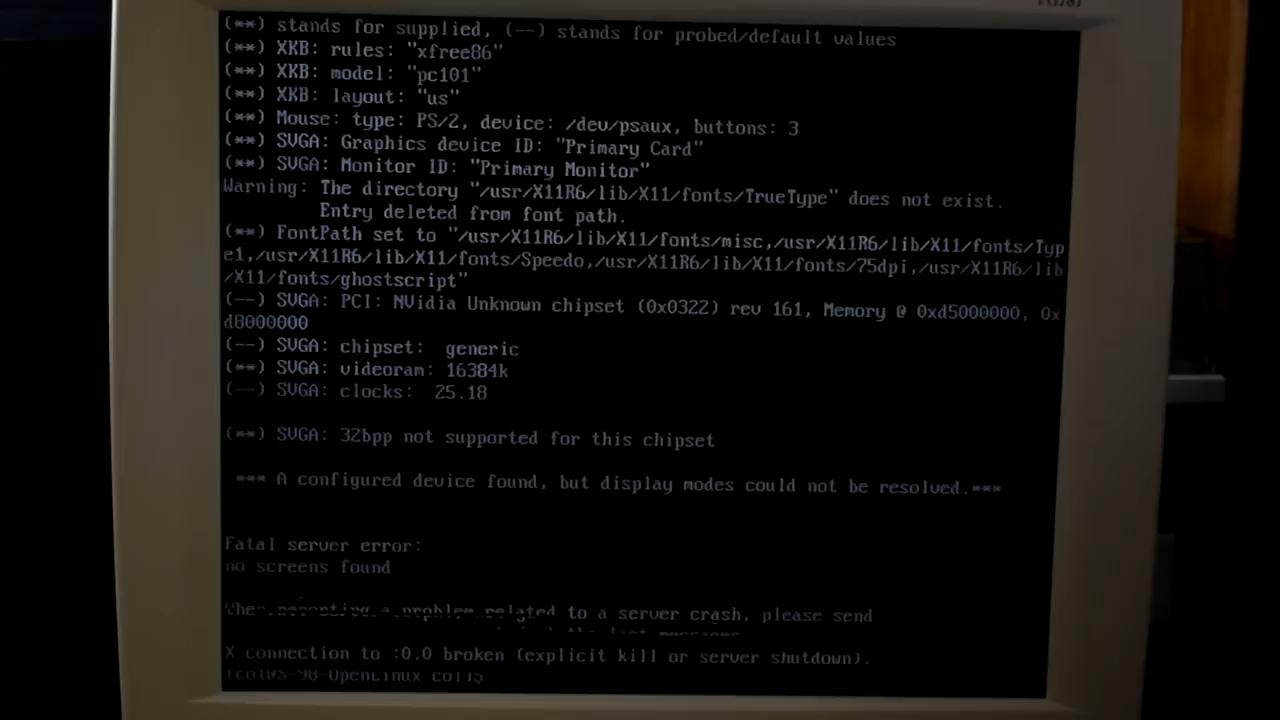 (**) stands for supplied, (--) stands for probed/default values
(**) XKB: rules: "xfree86"
(**) XKB: model: "pc101"
(**) XKB: layout: "us"
(**) Mouse: type: PS/2, device: /dev/psaux, buttons: 3
(**) SVGA: Graphics device ID: "Primary Card"
(**) SVGA: Monitor ID: "Primary Monitor"
Warning: The directory "/usr/X11R6/lib/X11/fonts/TrueType" does not exist.
Entry deleted from font path.
(**) FontPath set to "/usr/X11R6/lib/X11/fonts/misc,/usr/X11R6/lib/X11/fonts/Typ
e1,/usr/X11R6/lib/X11/fonts/Speedo,/usr/X11R6/lib/X11/fonts/75dpi,/usr/X11R6/lib
/X11/fonts/ghostscript"
(--) SVGA: PCI: NVidia Unknown chipset (0x0322) rev 161, Memory @ 0xd5000000, 0x
d8000000
(--) SVGA: chipset: generic
(**) SVGA: videoram: 16384k
(--) SVGA: clocks: 25.18
(**) SVGA: 32bpp not supported for this chipset
*** A configured device found, but display modes could not be resolved.***
Fatal server error:
no screens found
When reporting a problem related to a server crash, please send
the last messages
X connection to :0.0 broken (explicit kill or server shutdown).